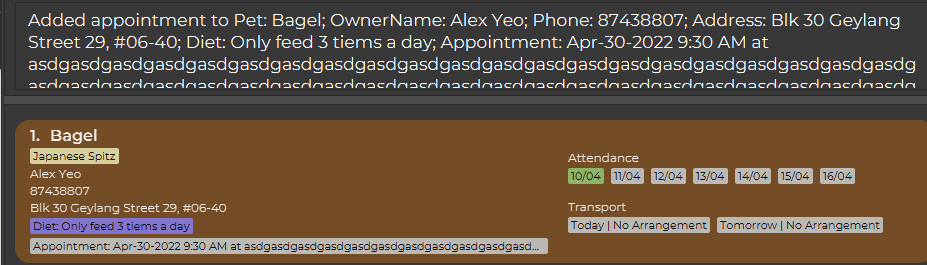 Added appointment to Pet: Bagel; OwnerName: Alex Yeo; Phone: 87438807; Address: Blk 30 Geylang
Street 29, #06-40; Diet: Only feed 3 tiems a day; Appointment: Apr-30-2022 9:30 AM at
asdgasdgasdgasdgasdgasdgasdgasdgasdgasdgasdgasdgasdgasdgasdgasdgasdg
asdgasdgasdgasdgasdgasdgasdgasdgasdgasdgasdgasdgasdgasdgasdgasdgasdg
1. Bagel
Japanese Spitz
Alex Yeo
87438807
Blk 30 Geylang Street 29, #06-40
Diet: Only feed 3 tiems a day
Appointment: Apr-30-2022 9:30 AM at asdgasdgasdgasdgasdgasdgasdgasdgasdgasdgasd...
Attendance
10/04 11/04 12/04 13/04 14/04 15/04 16/04
Transport
Today | No Arrangement Tomorrow | No Arrangement